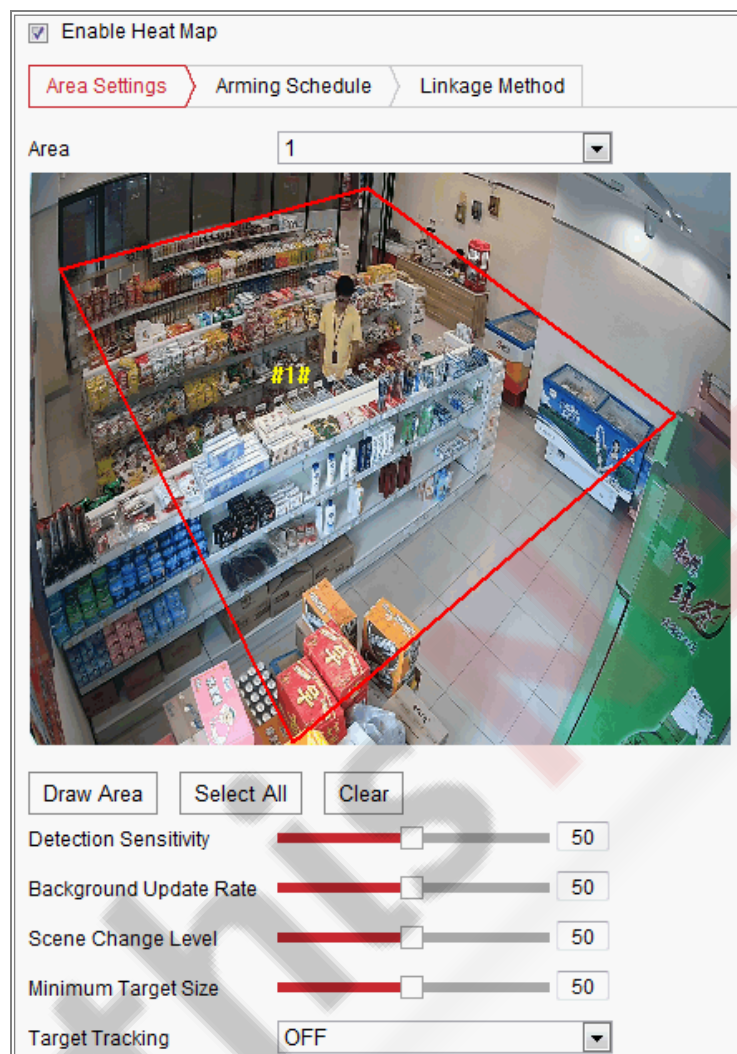 Enable Heat Map
Area Settings Arming Schedule Linkage Method
Area 1
#1#
Draw Area Select All Clear
Detection Sensitivity 50
Background Update Rate 50
Scene Change Level 50
Minimum Target Size 50
Target Tracking OFF